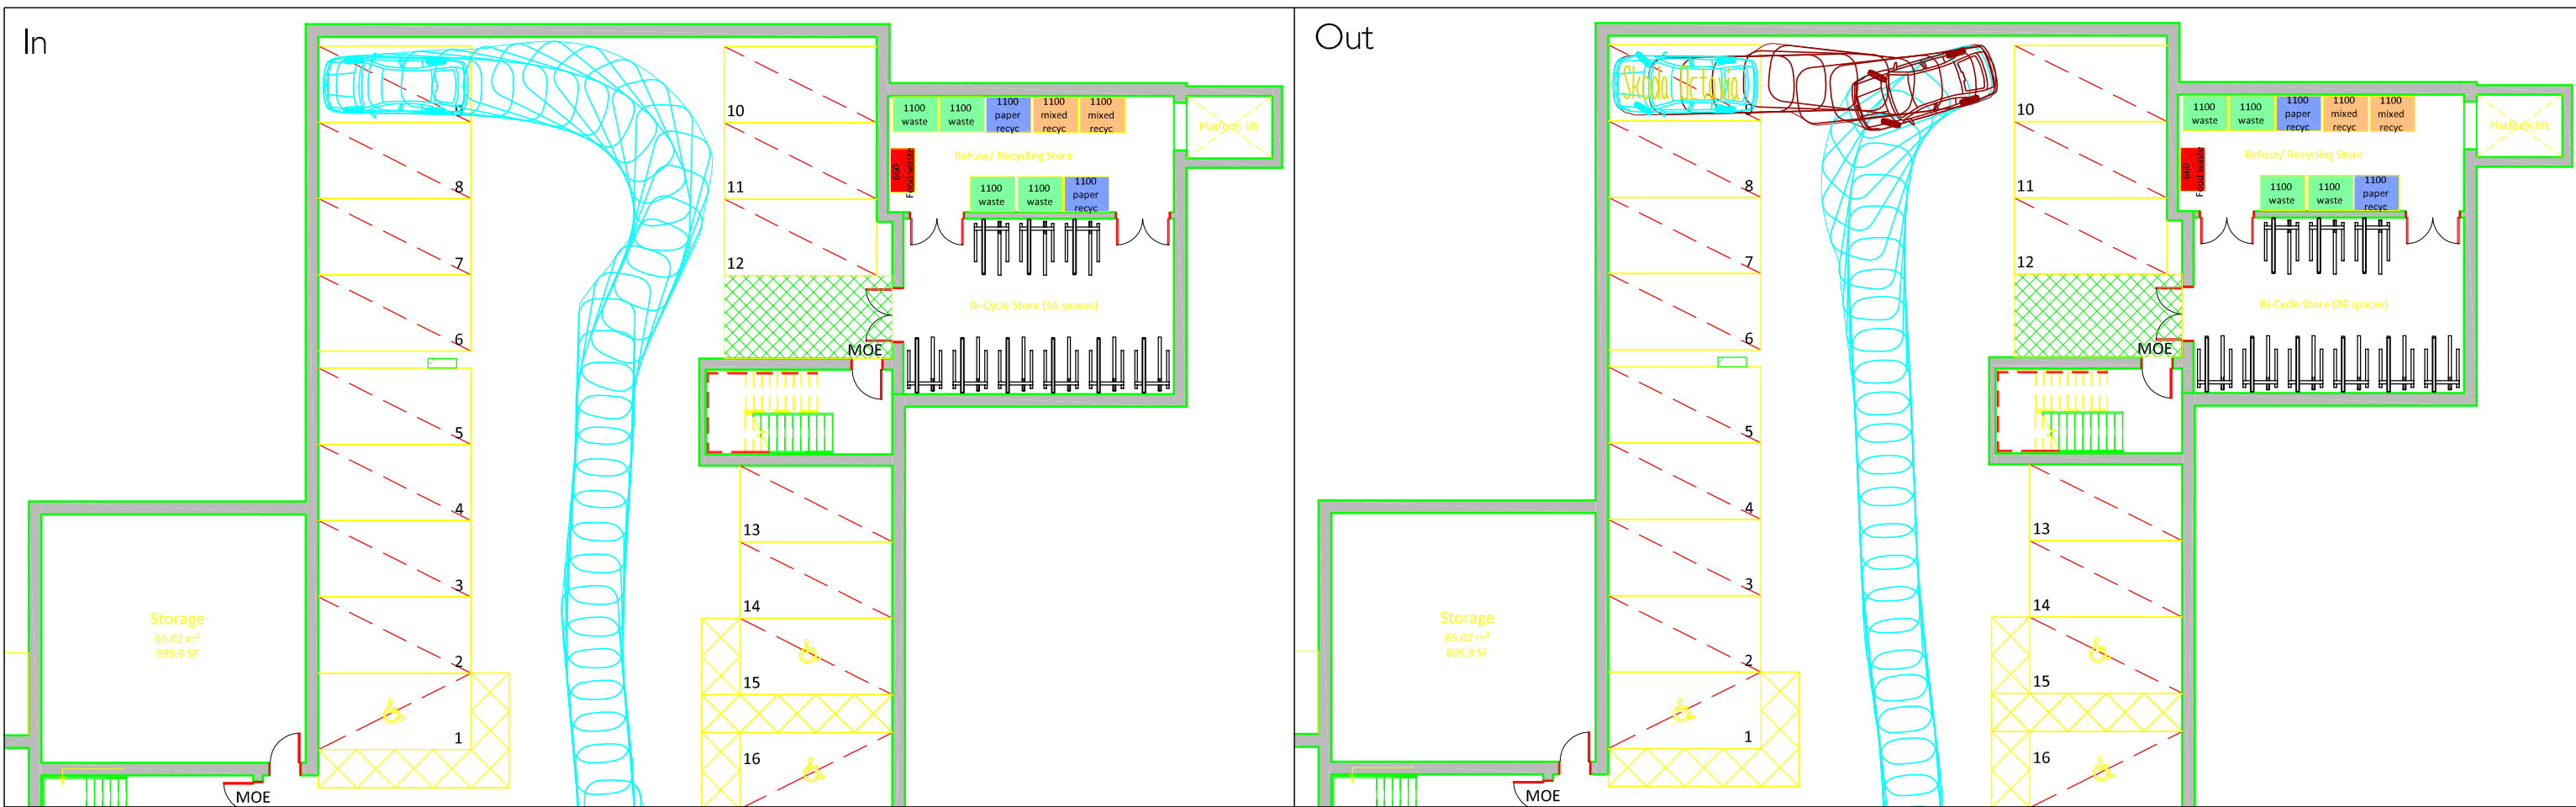 In
10
11
12
1100
waste
1100
waste
1100
paper
recyc
1100
mixed
recyc
1100
mixed
recyc
Platform lift
Refuse/ Recycling Store
660
Food waste
1100
waste
1100
waste
1100
paper
recyc
Bi-Cycle Store (36 spaces)
MOE
8
7
6
5
4
3
2
1
13
14
15
16
Storage
65.02 m²
699.9 SF
MOE
Out
Skoda Octavia
10
11
12
1100
waste
1100
waste
1100
paper
recyc
1100
mixed
recyc
1100
mixed
recyc
Platform lift
Refuse/ Recycling Store
660
Food waste
1100
waste
1100
waste
1100
paper
recyc
Bi-Cycle Store (36 spaces)
MOE
8
7
6
5
4
3
2
1
13
14
15
16
Storage
65.02 m²
699.9 SF
MOE